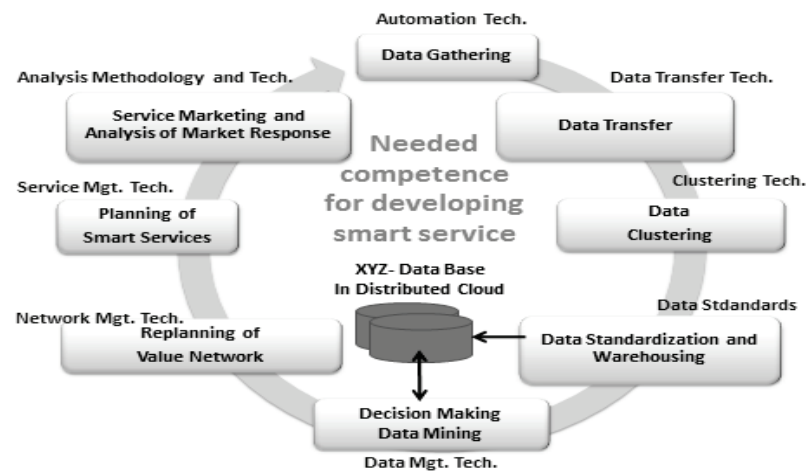 Automation Tech.
Data Gathering
Data Transfer Tech.
Data Transfer
Clustering Tech.
Data
Clustering
Data Stdandards
Data Standardization and
Warehousing
Decision Making
Data Mining
Data Mgt. Tech.
Network Mgt. Tech.
Replanning of
Value Network
Service Mgt. Tech.
Planning of
Smart Services
Analysis Methodology and Tech.
Service Marketing and
Analysis of Market Response
Needed
competence
for developing
smart service
XYZ- Data Base
In Distributed Cloud